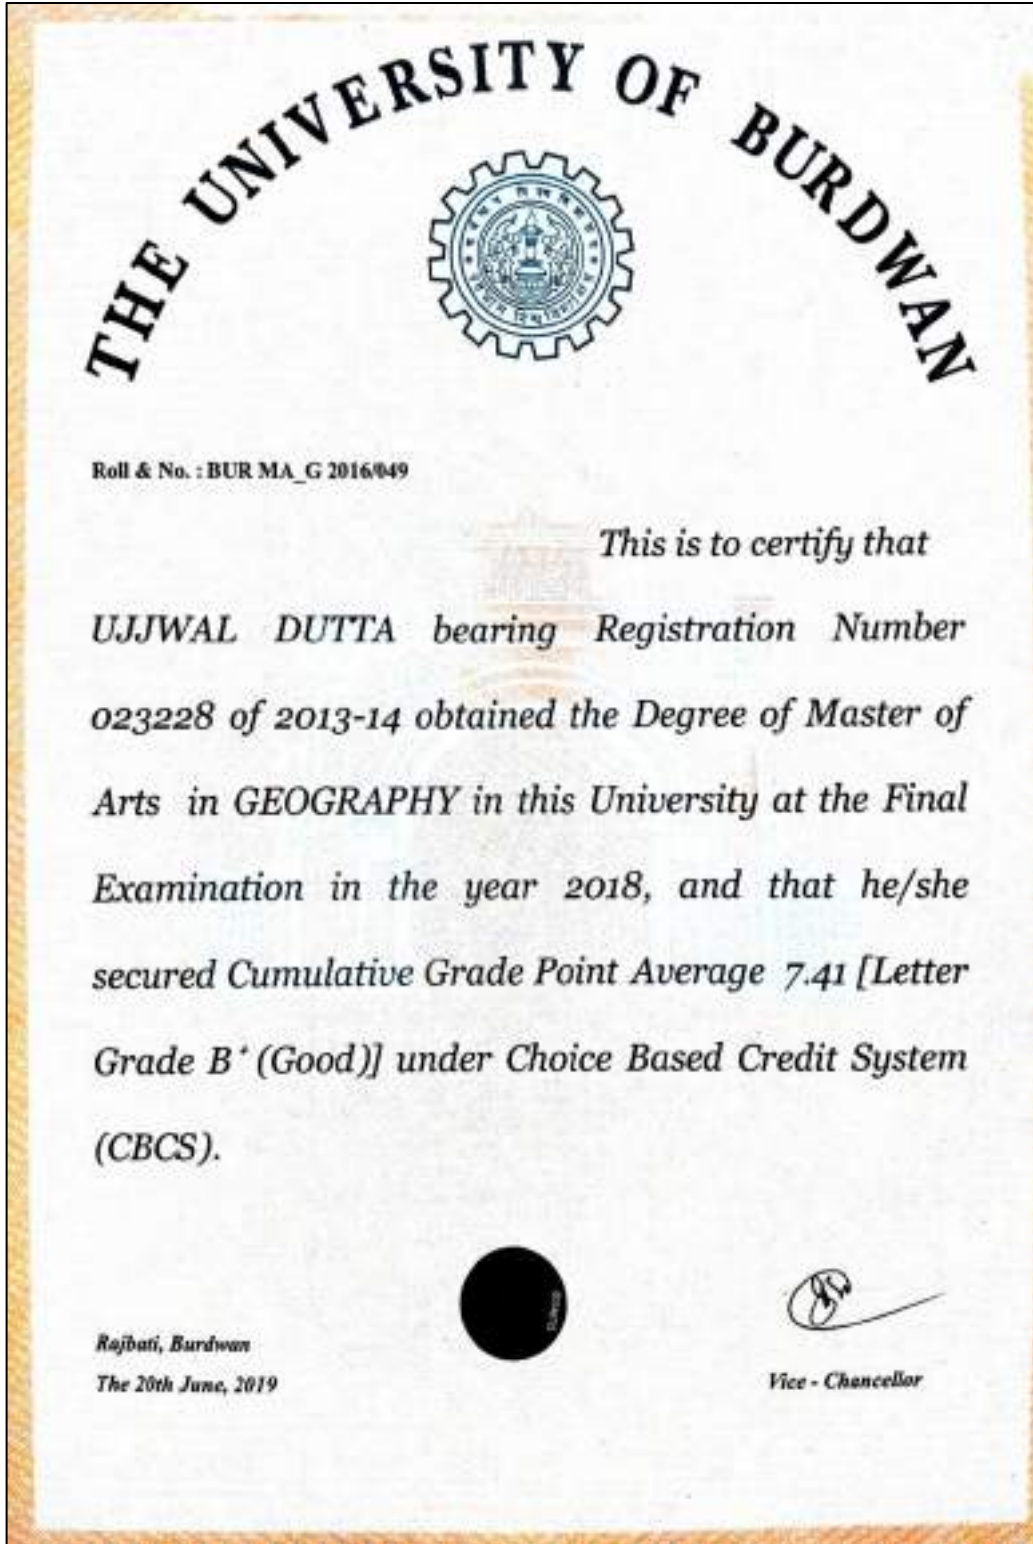 THE UNIVERSITY OF BURDWAN
Roll & No. : BUR MA_G 2016/049
This is to certify that
UJJWAL DUTTA bearing Registration Number
023228 of 2013-14 obtained the Degree of Master of
Arts in GEOGRAPHY in this University at the Final
Examination in the year 2018, and that he/she
secured Cumulative Grade Point Average 7.41 [Letter
Grade B⁺ (Good)] under Choice Based Credit System
(CBCS).
Rajbati, Burdwan
The 20th June, 2019
Vice - Chancellor